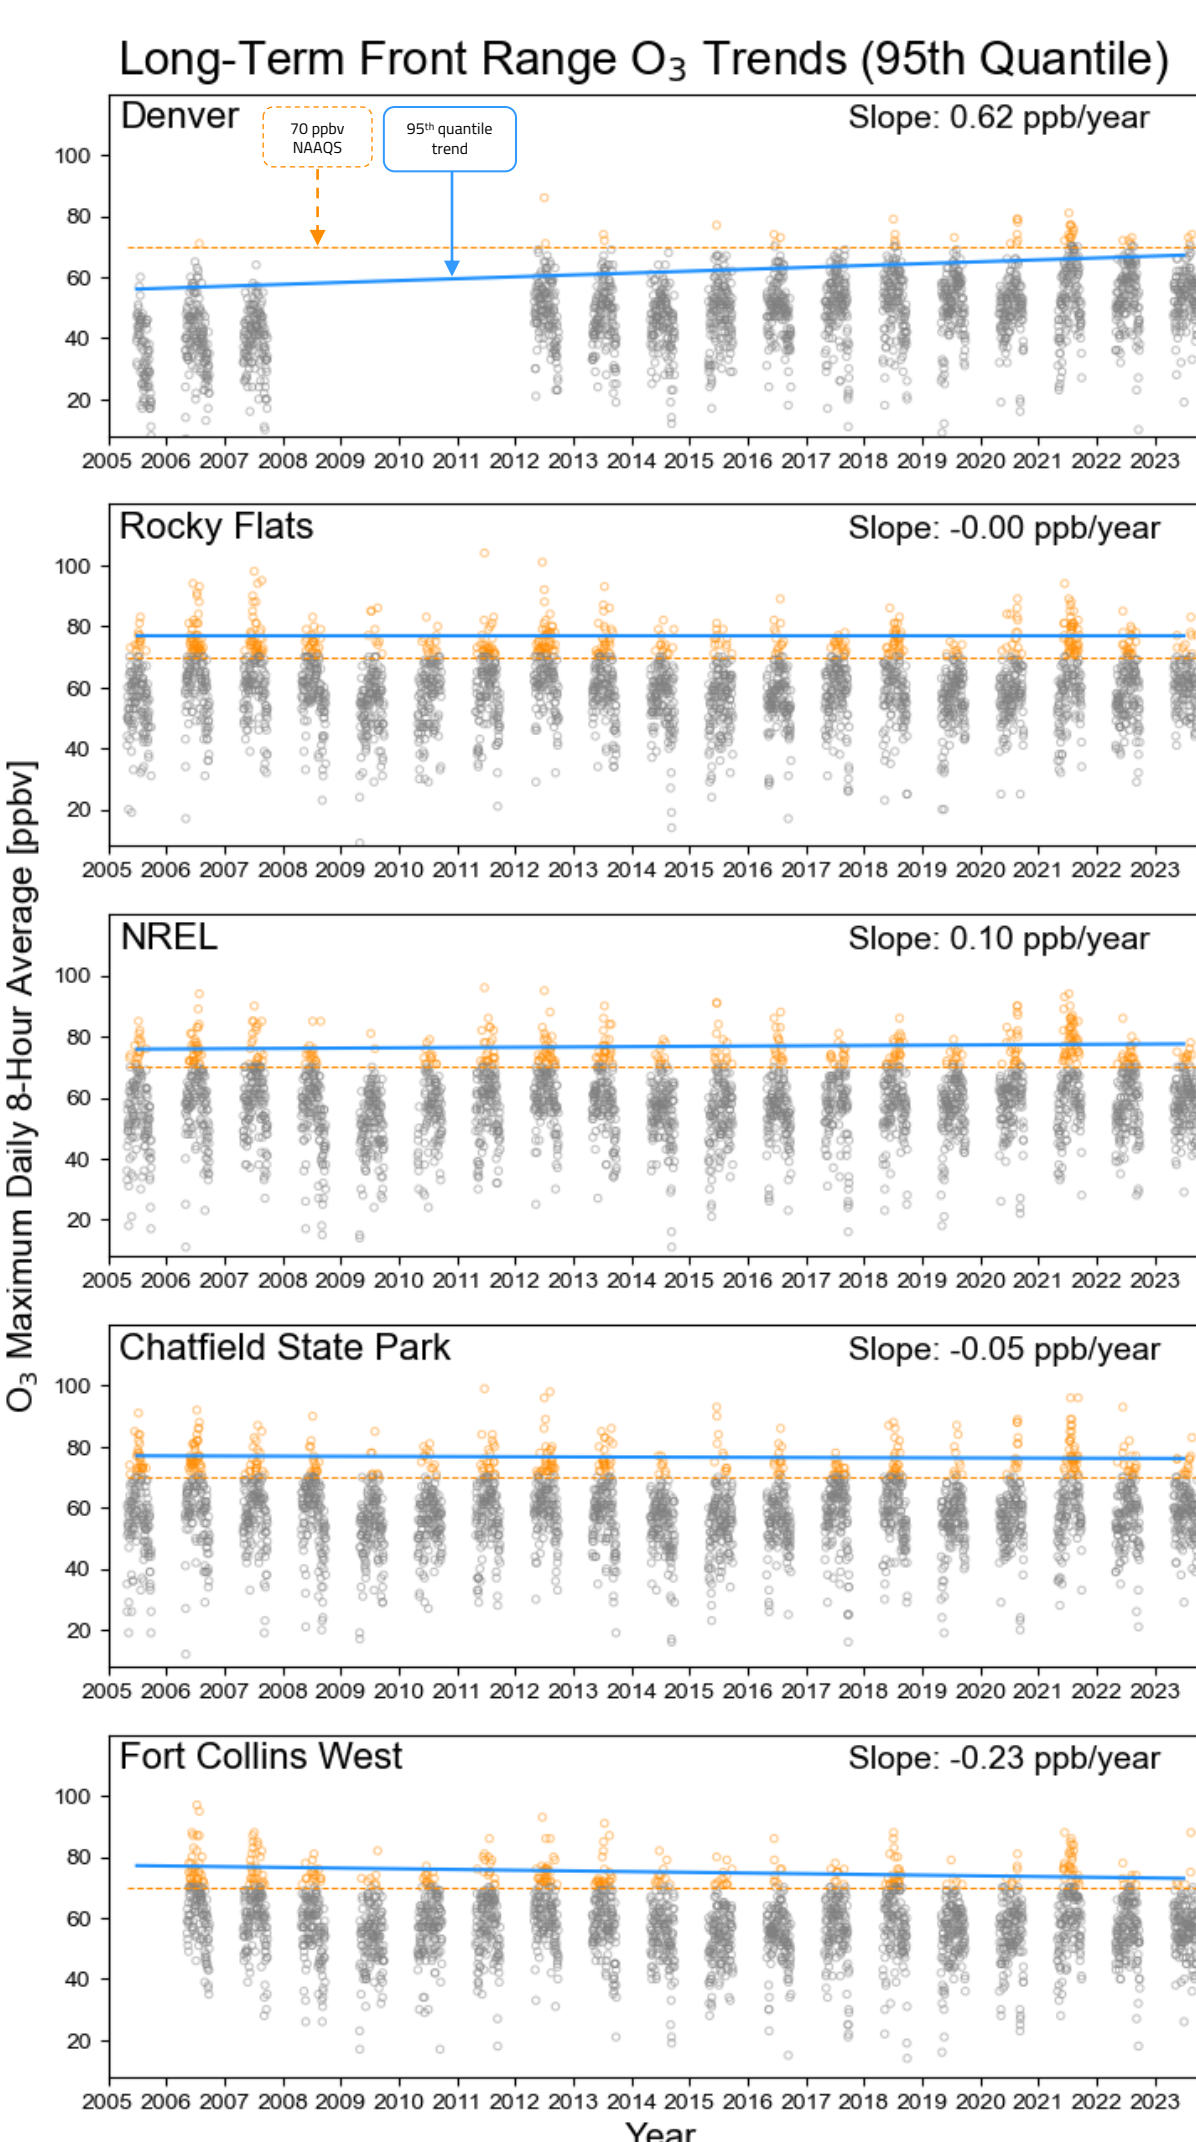 Long-Term Front Range O₃ Trends (95th Quantile)
Denver
Slope: 0.62 ppb/year
70 ppbv
NAAQS
95th quantile
trend
100
80
60
40
20
2005 2006 2007 2008 2009 2010 2011 2012 2013 2014 2015 2016 2017 2018 2019 2020 2021 2022 2023
Rocky Flats
Slope: -0.00 ppb/year
100
80
60
40
20
2005 2006 2007 2008 2009 2010 2011 2012 2013 2014 2015 2016 2017 2018 2019 2020 2021 2022 2023
O₃ Maximum Daily 8-Hour Average [ppbv]
NREL
Slope: 0.10 ppb/year
100
80
60
40
20
2005 2006 2007 2008 2009 2010 2011 2012 2013 2014 2015 2016 2017 2018 2019 2020 2021 2022 2023
Chatfield State Park
Slope: -0.05 ppb/year
100
80
60
40
20
2005 2006 2007 2008 2009 2010 2011 2012 2013 2014 2015 2016 2017 2018 2019 2020 2021 2022 2023
Fort Collins West
Slope: -0.23 ppb/year
100
80
60
40
20
2005 2006 2007 2008 2009 2010 2011 2012 2013 2014 2015 2016 2017 2018 2019 2020 2021 2022 2023
Year